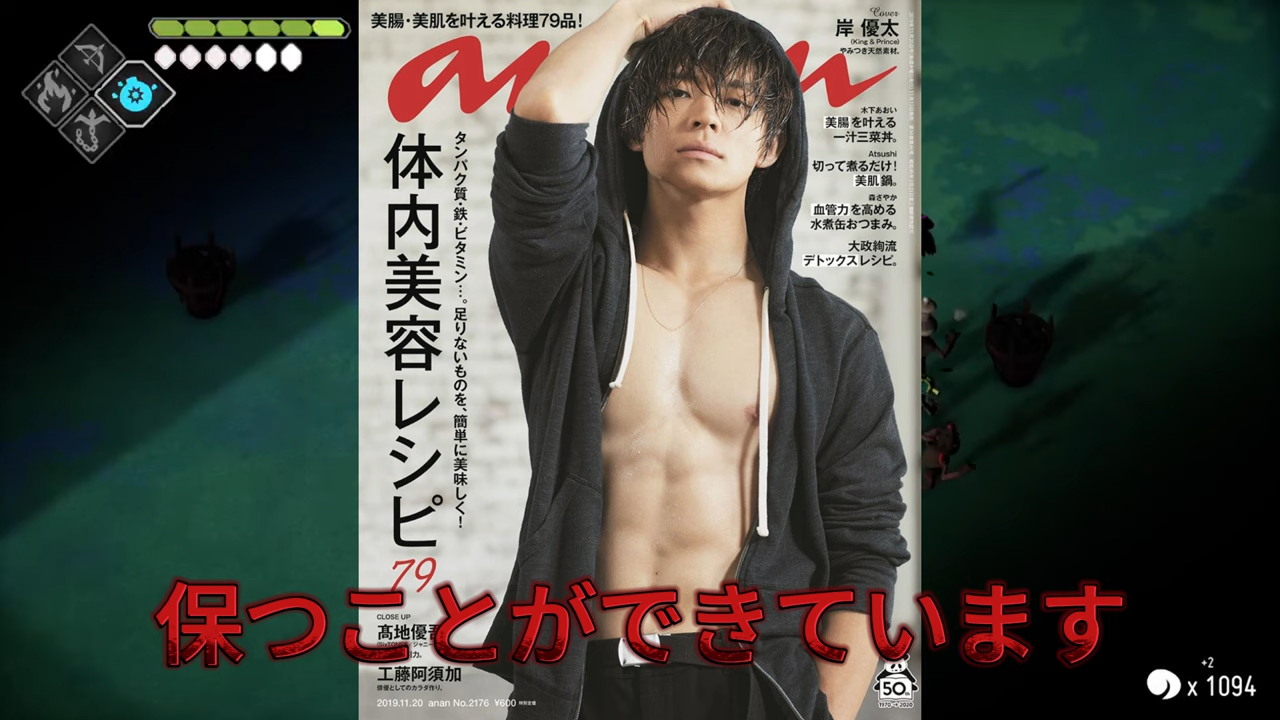 美腸・美肌を叶える料理79品!
anan
Cover
岸 優太
(King & Prince)
やみつき天然素材。
木下あおい
美腸を叶える
一汁三菜丼。
Atsushi
切って煮るだけ!
美肌鍋。
森さやか
血管力を高める
水煮缶おつまみ。
大政絢流
デトックスレシピ。
タンパク質・鉄・ビタミン…。足りないものを、簡単に美味しく!
体内美容レシピ
79
保つことができています
CLOSE UP
髙地優吾
工藤阿須加
俳優としてのカラダ作り。
2019.11.20 anan No.2176 ¥600 特別定価
50th
1970→2020
+2
x 1094